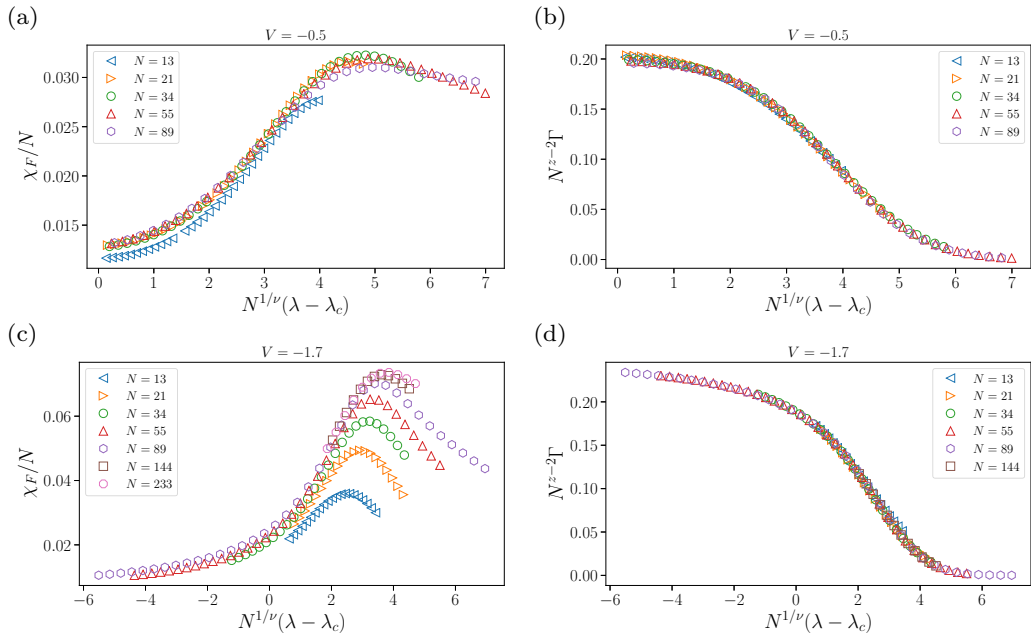 (a)
V = −0.5
χ_F/N
0.030
0.025
0.020
0.015
N = 13
N = 21
N = 34
N = 55
N = 89
0 1 2 3 4 5 6 7
N^{1/ν}(λ − λ_c)
(b)
V = −0.5
N^{z−2}Γ
0.20
0.15
0.10
0.05
0.00
N = 13
N = 21
N = 34
N = 55
N = 89
0 1 2 3 4 5 6 7
N^{1/ν}(λ − λ_c)
(c)
V = −1.7
χ_F/N
0.06
0.04
0.02
N = 13
N = 21
N = 34
N = 55
N = 89
N = 144
N = 233
−6 −4 −2 0 2 4 6
N^{1/ν}(λ − λ_c)
(d)
V = −1.7
N^{z−2}Γ
0.20
0.15
0.10
0.05
0.00
N = 13
N = 21
N = 34
N = 55
N = 89
N = 144
−6 −4 −2 0 2 4 6
N^{1/ν}(λ − λ_c)